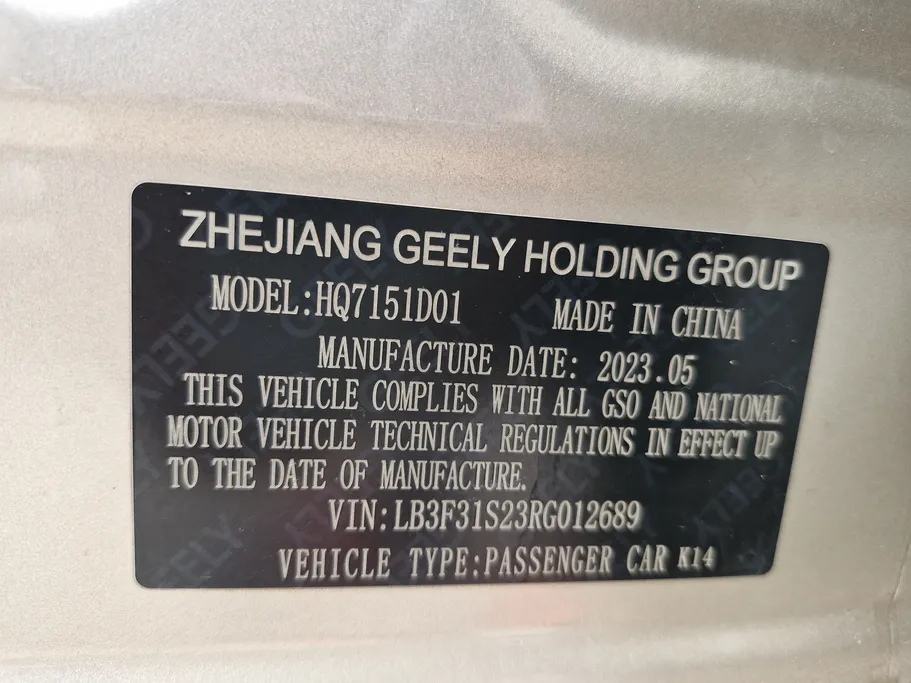 ZHEJIANG GEELY HOLDING GROUP
MODEL:HQ7151D01 MADE IN CHINA
MANUFACTURE DATE: 2023.05
THIS VEHICLE COMPLIES WITH ALL GSO AND NATIONAL
MOTOR VEHICLE TECHNICAL REGULATIONS IN EFFECT UP
TO THE DATE OF MANUFACTURE.
VIN:LB3F31S23RG012689
VEHICLE TYPE:PASSENGER CAR K14